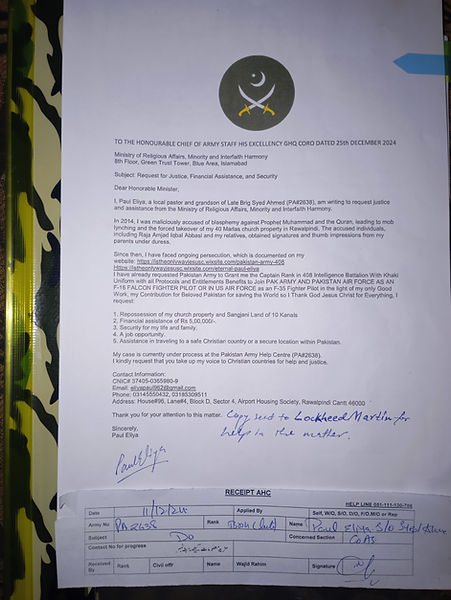 TO THE HONOURABLE CHIEF OF ARMY STAFF HIS EXCELLENCY GHQ CORD DATED 25th DECEMBER 2024
Ministry of Religious Affairs, Minority and Interfaith Harmony
8th Floor, Green Trust Tower, Blue Area, Islamabad
Subject: Request for Justice, Financial Assistance, and Security
Dear Honorable Minister,
I, Paul Eliya, a local pastor and grandson of Late Brig Syed Ahmed (PA#2638), am writing to request justice
and assistance from the Ministry of Religious Affairs, Minority and Interfaith Harmony.
In 2014, I was maliciously accused of blasphemy against Prophet Muhammad and the Quran, leading to mob
lynching and the forced takeover of my 40 Marlas church property in Rawalpindi. The accused individuals,
including Raja Amjad Iqbal Abbasi and my relatives, obtained signatures and thumb impressions from my
parents under duress.
Since then, I have faced ongoing persecution, which is documented on my
website: https://istheonlywayjesusc.wixsite.com/pakistan-army-408
Https://istheonlywayjesusc.wixsite.com/eternal-paul-eliya
I have already requested Pakistan Army to Grant me the Captain Rank in 408 Intelligence Battalion With Khaki
Uniform with all Protocols and Entitlements Benefits to Join PAK ARMY AND PAKISTAN AIR FORCE AS AN
F-16 FALCON FIGHTER PILOT OR IN US AIR FORCE as an F-35 Fighter Pilot in the light of my only Good
Work, my Contribution for Beloved Pakistan for saving the World so I Thank God Jesus Christ for Everything, I
request:
1. Repossession of my church property and Sangjani Land of 10 Kanals
2. Financial assistance of Rs 5,00,000/-.
3. Security for my life and family.
4. A job opportunity.
5. Assistance in traveling to a safe Christian country or a secure location within Pakistan.
My case is currently under process at the Pakistan Army Help Centre (PA#2638).
I kindly request that you take up my voice to Christian countries for help and justice.
Contact Information:
CNIC# 37405-0365980-9
Email: eliyapaul962@gmail.com
Phone: 03145550432, 03185309511
Address: House#96, Lane#4, Block D, Sector 4, Airport Housing Society, Rawalpindi Cantt 46000
Thank you for your attention to this matter. Copy send to Lockheed Martin for
help in the matter.
Sincerely,
Paul Eliya
Paul Eliya
RECEIPT AHC
HELP LINE 051-111-130-786
Date 11/12/24 Applied By Self, W/O, S/O, D/O, F/O, M/O or Rep
Army No PA 2638 Rank Name Paul Eliya S/O
Subject DO Concerned Section COAS
Contact No for progress
Received By Rank Civil offr Name Wajid Rahim Signature